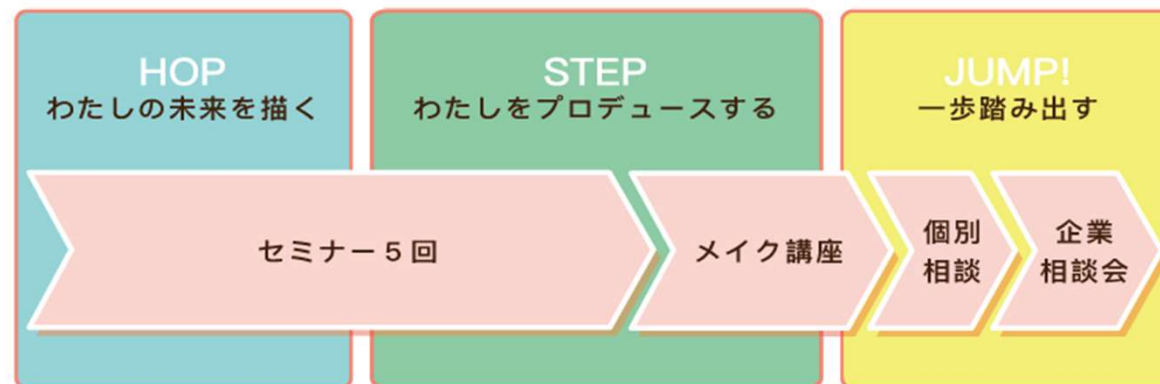 HOP
わたしの未来を描く
STEP
わたしをプロデュースする
JUMP!
一歩踏み出す
セミナー５回
メイク講座
個別
相談
企業
相談会